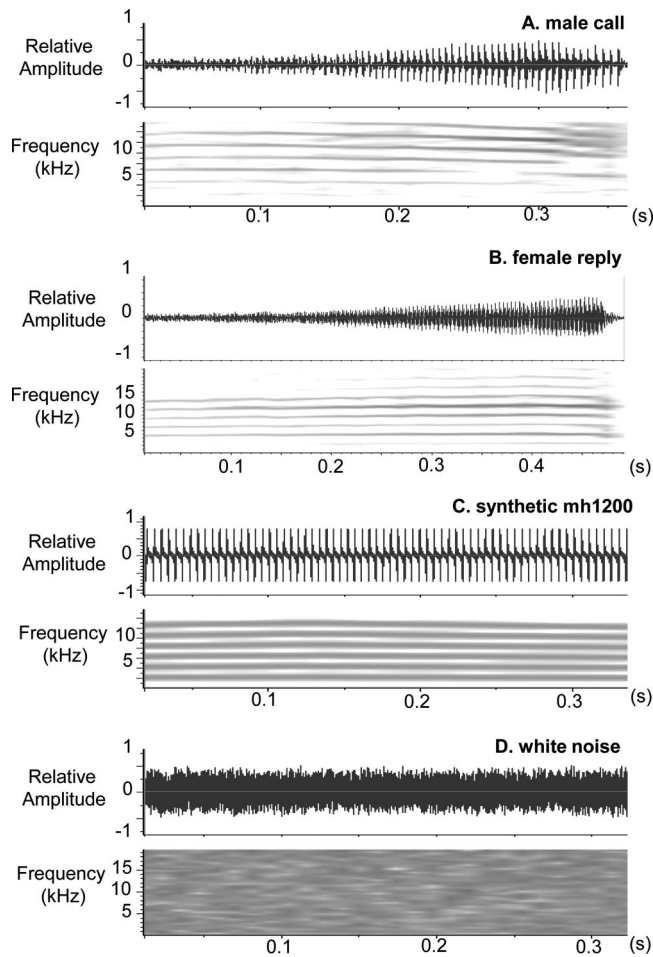 A. male call
1
Relative
Amplitude
0
-1
Frequency
(kHz)
10
5
0.1 0.2 0.3 (s)
B. female reply
1
Relative
Amplitude
0
-1
Frequency
(kHz)
15
10
5
0.1 0.2 0.3 0.4 (s)
C. synthetic mh1200
1
Relative
Amplitude
0
-1
Frequency
(kHz)
10
5
0.1 0.2 0.3 (s)
D. white noise
1
Relative
Amplitude
0
-1
Frequency
(kHz)
15
10
5
0.1 0.2 0.3 (s)